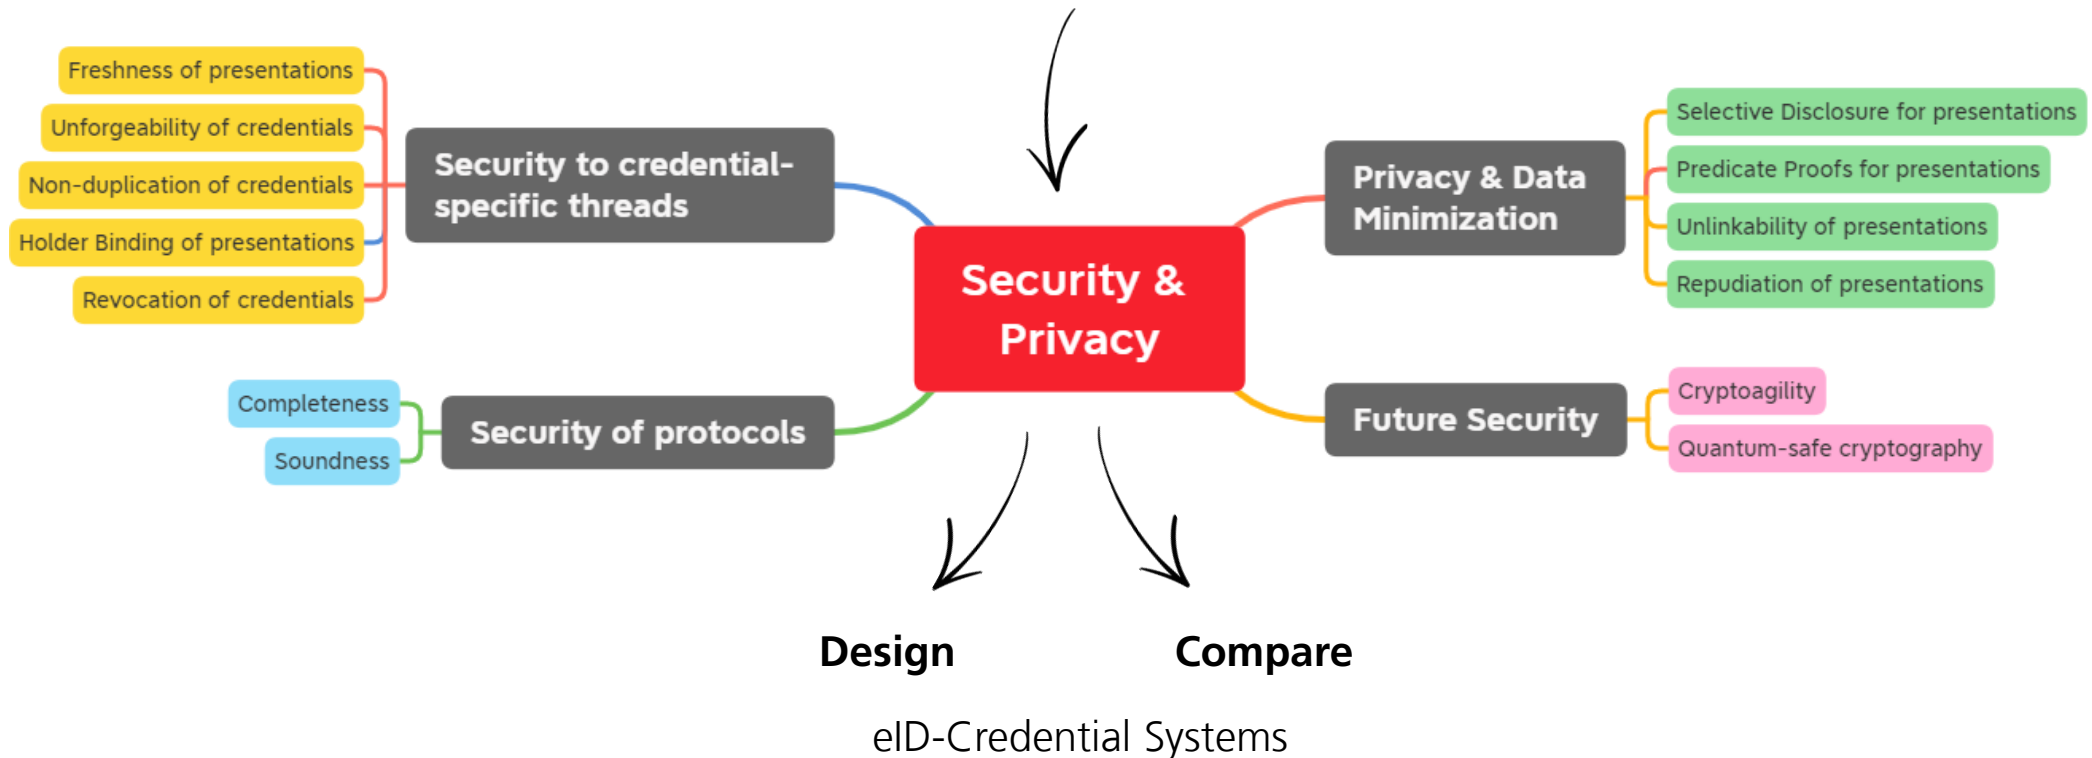 Freshness of presentations
Unforgeability of credentials
Non-duplication of credentials
Holder Binding of presentations
Revocation of credentials
Security to credential-
specific threads
Completeness
Soundness
Security of protocols
Security &
Privacy
Privacy & Data
Minimization
Selective Disclosure for presentations
Predicate Proofs for presentations
Unlinkability of presentations
Repudiation of presentations
Future Security
Cryptoagility
Quantum-safe cryptography
Design
Compare
eID-Credential Systems